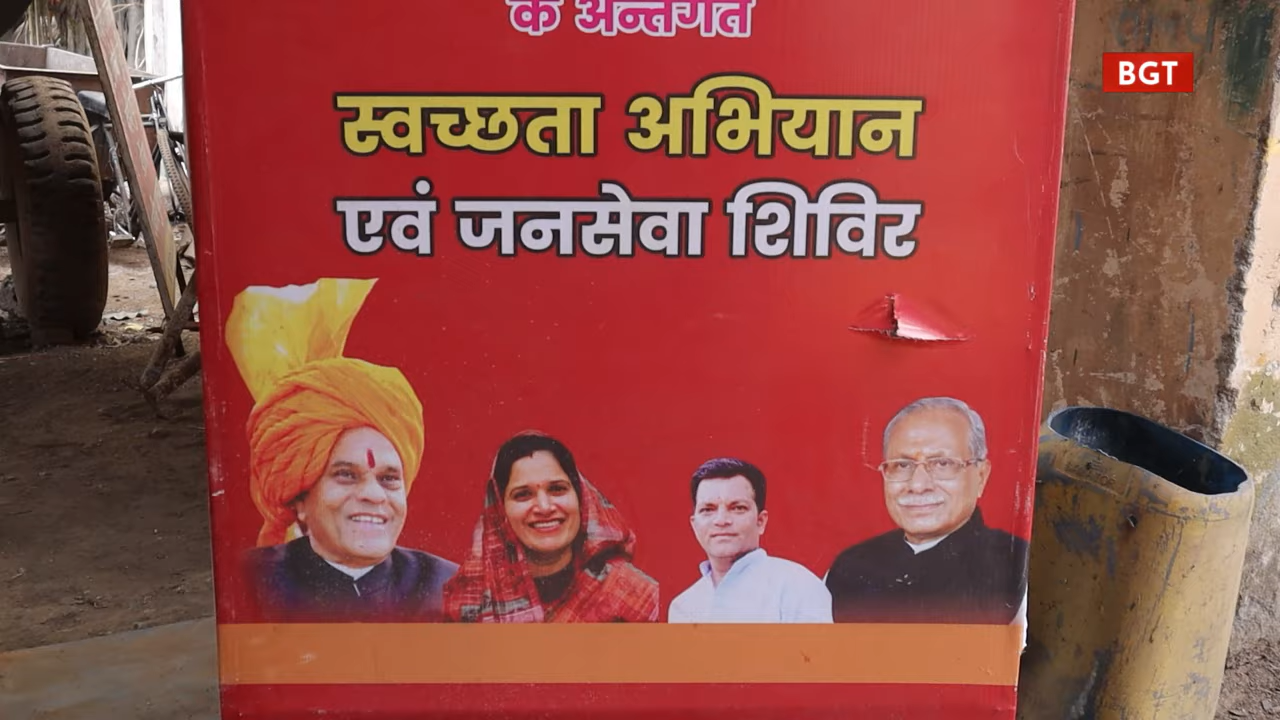 के अन्तर्गत
BGT
स्वच्छता अभियान
एवं जनसेवा शिविर